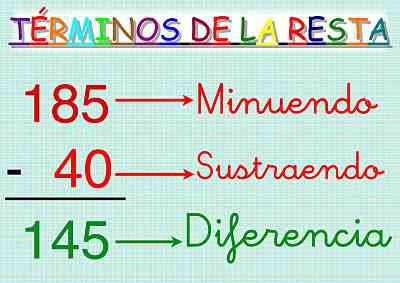 TÉRMINOS DE LA RESTA
185 Minuendo
- 40 Sustraendo
145 Diferencia